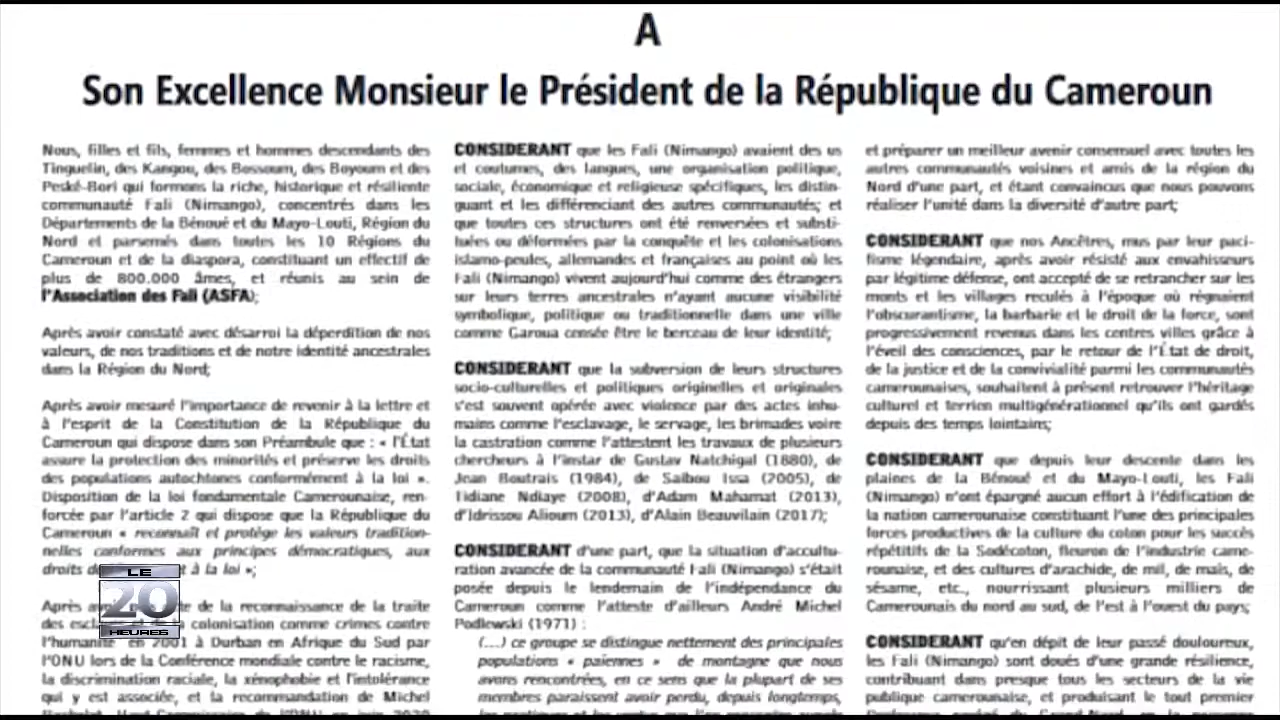 A
Son Excellence Monsieur le Président de la République du Cameroun
Nous, filles et fils, femmes et hommes descendants des
Tinguelin, des Kangou, des Bossoum, des Boyoum et des
Peské-Bori qui formons la riche, historique et résiliente
communauté Fali (Nimango), concentrés dans les
Départements de la Bénoué et du Mayo-Louti, Région du
Nord et parsemés dans toutes les 10 Régions du
Cameroun et de la diaspora, constituant un effectif de
plus de 800.000 âmes, et réunis au sein de
l'Association des Fali (ASFA);
Après avoir constaté avec désarroi la déperdition de nos
valeurs, de nos traditions et de notre identité ancestrales
dans la Région du Nord;
Après avoir mesuré l'importance de revenir à la lettre et
à l'esprit de la Constitution de la République du
Cameroun qui dispose dans son Préambule que : « l'État
assure la protection des minorités et préserve les droits
des populations autochtones conformément à la loi ».
Disposition de la loi fondamentale Camerounaise, ren-
forcée par l'article 2 qui dispose que la République du
Cameroun « reconnaît et protège les valeurs tradition-
nelles conformes aux principes démocratiques, aux
droits de et à la loi »;
Après de la reconnaissance de la traite
des esclaves colonisation comme crimes contre
l'humanité en 2001 à Durban en Afrique du Sud par
l'ONU lors de la Conférence mondiale contre le racisme,
la discrimination raciale, la xénophobie et l'intolérance
qui y est associée, et la recommandation de Michel
CONSIDERANT que les Fali (Nimango) avaient des us
et coutumes, des langues, une organisation politique,
sociale, économique et religieuse spécifiques, les distin-
guant et les différenciant des autres communautés; et
que toutes ces structures ont été renversées et substi-
tuées ou déformées par la conquête et les colonisations
islamo-peules, allemandes et françaises au point où les
Fali (Nimango) vivent aujourd'hui comme des étrangers
sur leurs terres ancestrales n'ayant aucune visibilité
symbolique, politique ou traditionnelle dans une ville
comme Garoua censée être le berceau de leur identité;
CONSIDERANT que la subversion de leurs structures
socio-culturelles et politiques originelles et originales
s'est souvent opérée avec violence par des actes inhu-
mains comme l'esclavage, le servage, les brimades voire
la castration comme l'attestent les travaux de plusieurs
chercheurs à l'instar de Gustav Natchigal (1880), de
Jean Boutrais (1984), de Saibou Issa (2005), de
Tidiane Ndiaye (2008), d'Adam Mahamat (2013),
d'Idrissou Alioum (2013), d'Alain Beauvilain (2017);
CONSIDERANT d'une part, que la situation d'accultu-
ration avancée de la communauté Fali (Nimango) s'était
posée depuis le lendemain de l'indépendance du
Cameroun comme l'atteste d'ailleurs André Michel
Podlewski (1971) :
(...) ce groupe se distingue nettement des principales
populations « païennes » de montagne que nous
avons rencontrées, en ce sens que la plupart de ses
membres paraissent avoir perdu, depuis longtemps,
et préparer un meilleur avenir consensuel avec toutes les
autres communautés voisines et amis de la région du
Nord d'une part, et étant convaincus que nous pouvons
réaliser l'unité dans la diversité d'autre part;
CONSIDERANT que nos Ancêtres, mus par leur paci-
fisme légendaire, après avoir résisté aux envahisseurs
par légitime défense, ont accepté de se retrancher sur les
monts et les villages reculés à l'époque où régnaient
l'obscurantisme, la barbarie et le droit de la force, sont
progressivement revenus dans les centres villes grâce à
l'éveil des consciences, par le retour de l'État de droit,
de la justice et de la convivialité parmi les communautés
camerounaises, souhaitent à présent retrouver l'héritage
culturel et terrien multigénérationnel qu'ils ont gardés
depuis des temps lointains;
CONSIDERANT que depuis leur descente dans les
plaines de la Bénoué et du Mayo-Louti, les Fali
(Nimango) n'ont épargné aucun effort à l'édification de
la nation camerounaise constituant l'une des principales
forces productives de la culture du coton pour les succès
répétitifs de la Sodécoton, fleuron de l'industrie came-
rounaise, et des cultures d'arachide, de mil, de maïs, de
sésame, etc., nourrissant plusieurs milliers de
Camerounais du nord au sud, de l'est à l'ouest du pays;
CONSIDERANT qu'en dépit de leur passé douloureux,
les Fali (Nimango) sont doués d'une grande résilience,
contribuant dans presque tous les secteurs de la vie
publique camerounaise, et produisant le tout premier
LE
20
HEURES